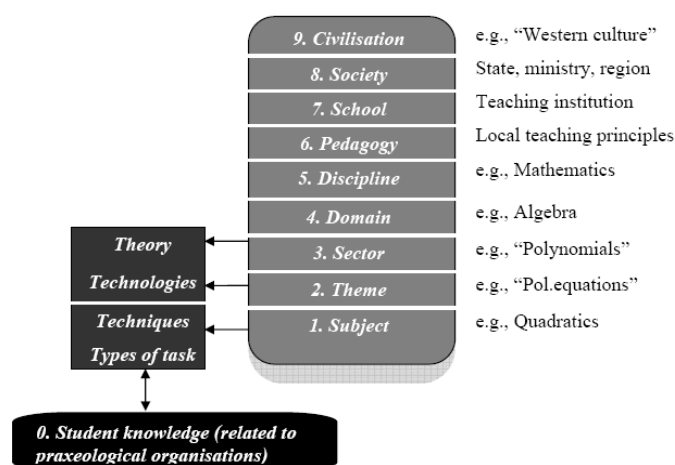 9. Civilisation
e.g., “Western culture”
8. Society
State, ministry, region
7. School
Teaching institution
6. Pedagogy
Local teaching principles
5. Discipline
e.g., Mathematics
4. Domain
e.g., Algebra
Theory
3. Sector
e.g., “Polynomials”
Technologies
2. Theme
e.g., “Pol.equations”
Techniques
1. Subject
e.g., Quadratics
Types of task
0. Student knowledge (related to
praxeological organisations)